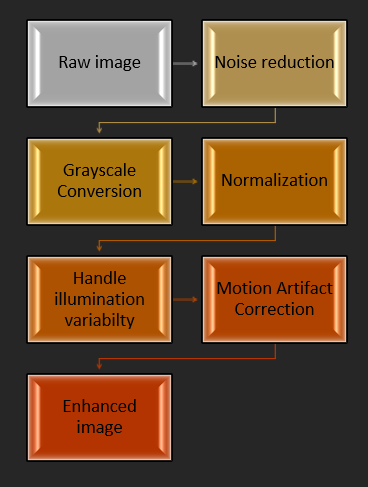 Raw image
Noise reduction
Grayscale
Conversion
Normalization
Handle
illumination
variabilty
Motion Artifact
Correction
Enhanced
image